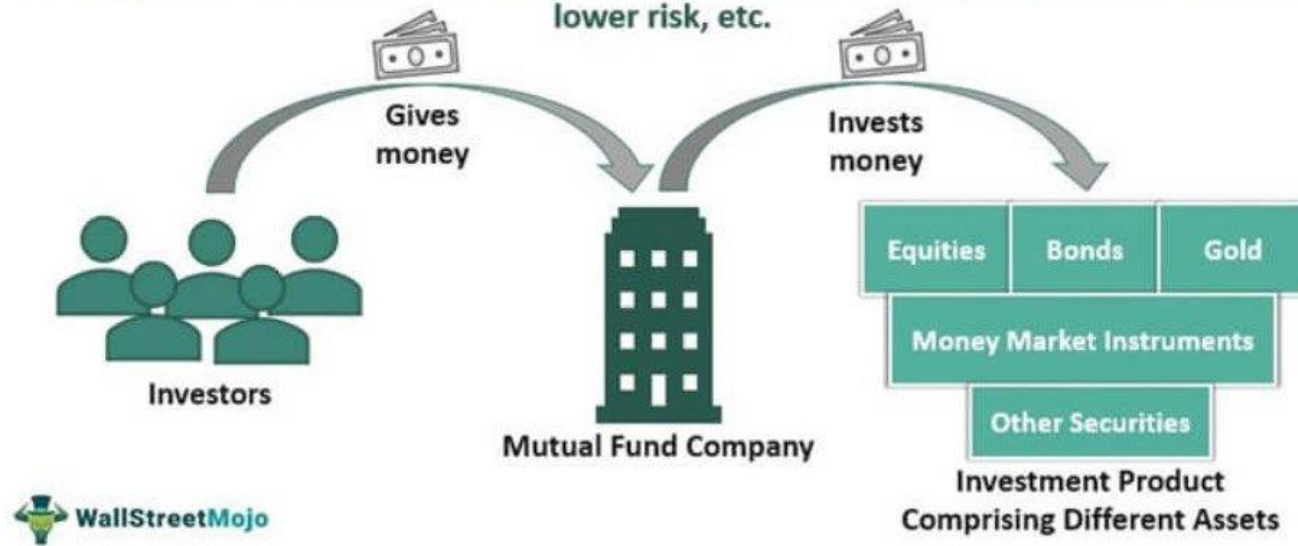 lower risk, etc.
Gives
money
Invests
money
Equities
Bonds
Gold
Money Market Instruments
Other Securities
Investors
Mutual Fund Company
Investment Product
Comprising Different Assets
WallStreetMojo